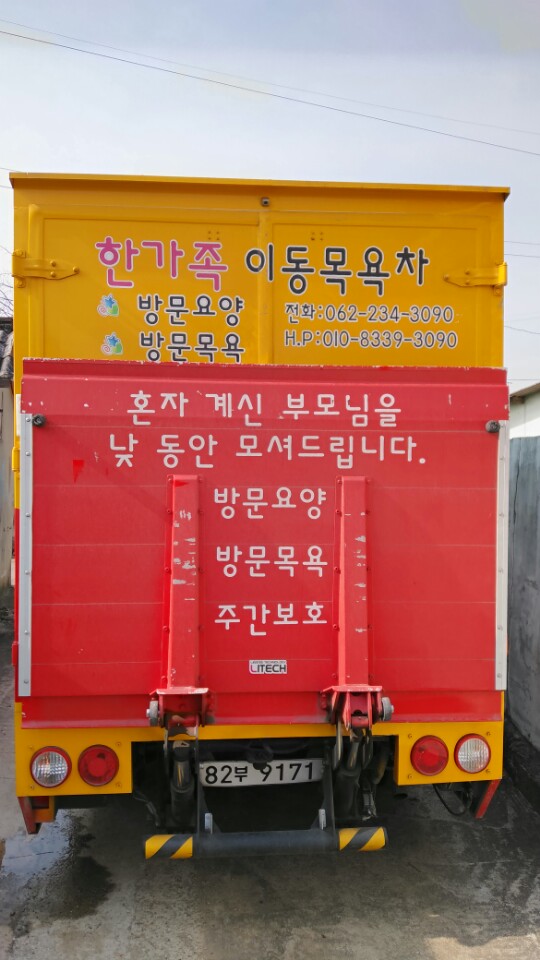 한가족 이동목욕차
방문요양
전화:062-234-3090
방문목욕
H.P:010-8339-3090
혼자 계신 부모님을
낮 동안 모셔드립니다.
방문요양
방문목욕
주간보호
LITECH
82부 9171